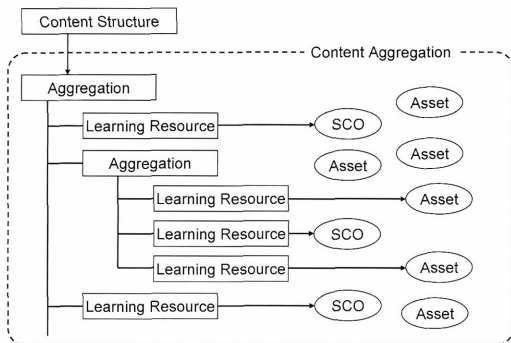 Content Structure
Content Aggregation
Aggregation
Asset
Learning Resource
SCO
Asset
Aggregation
Asset
Learning Resource
Asset
Learning Resource
SCO
Learning Resource
Asset
Learning Resource
SCO
Asset